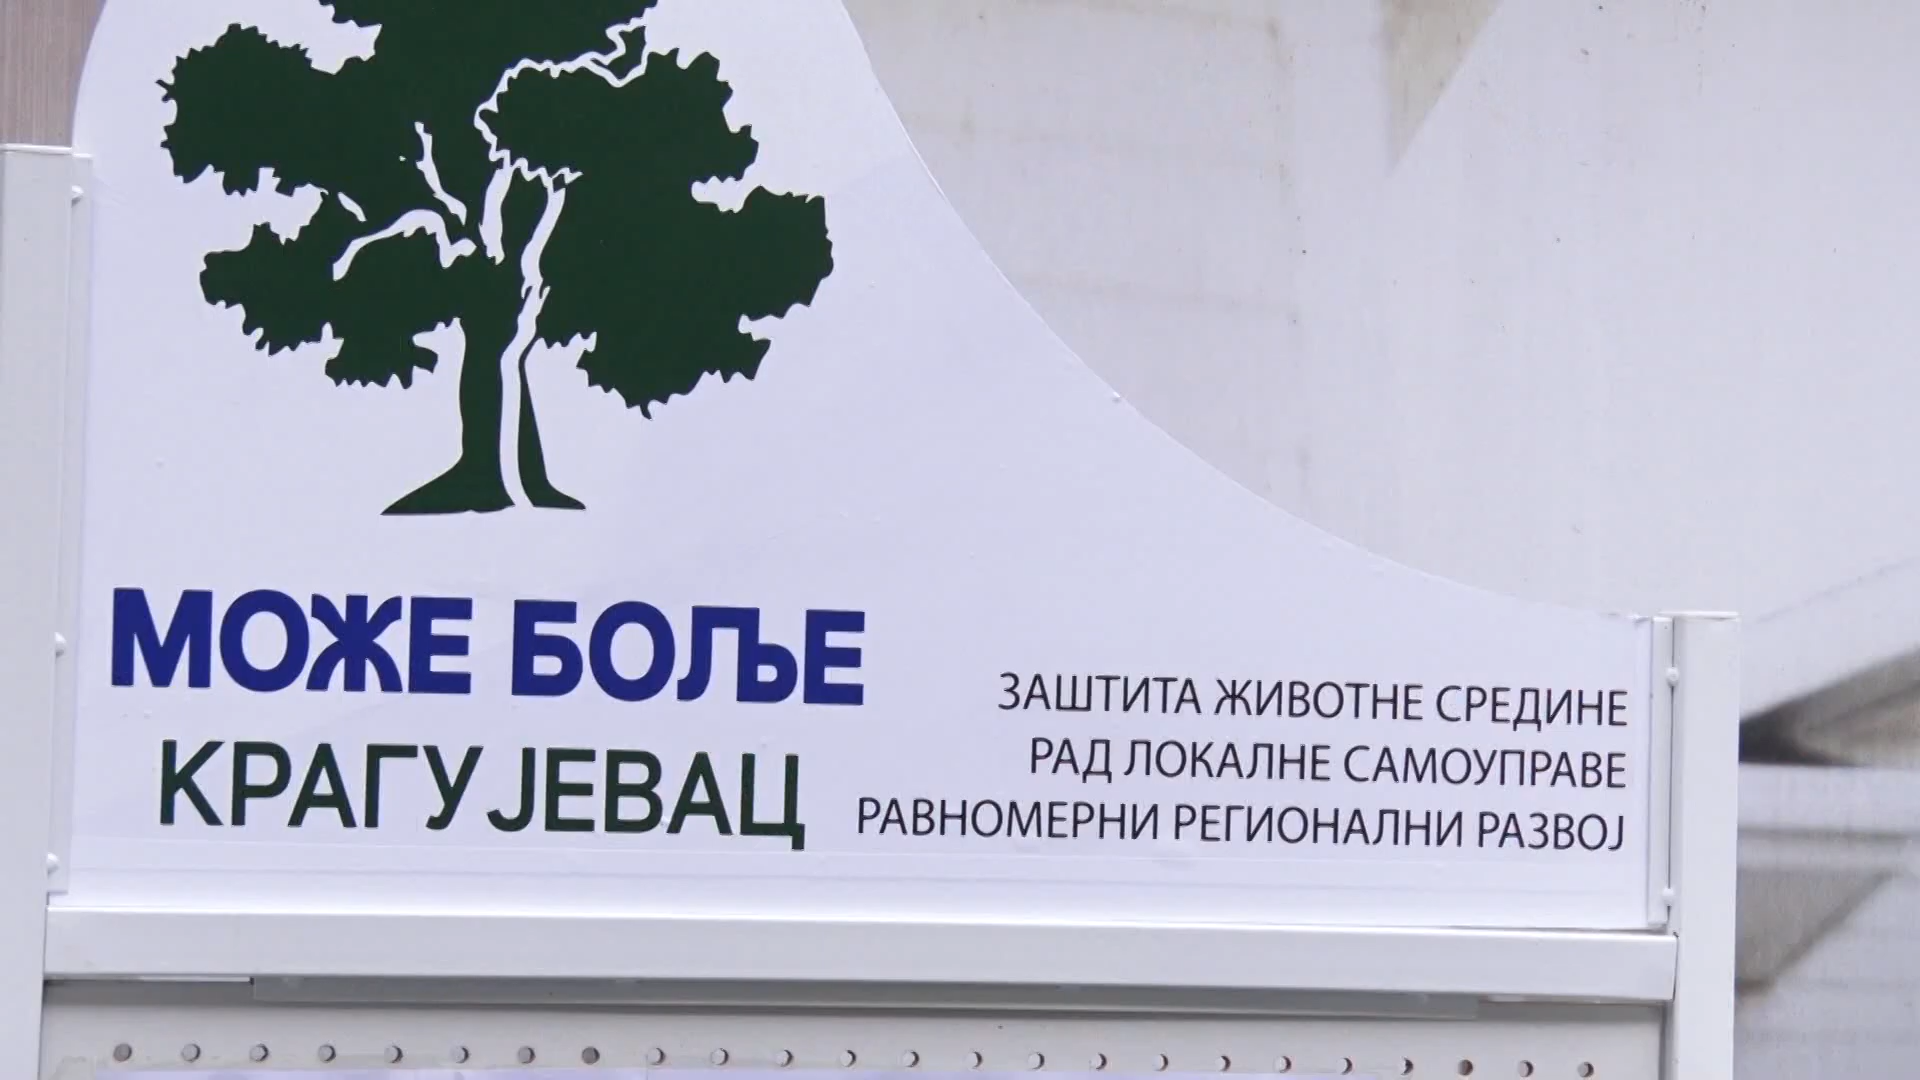 МОЖЕ БОЉЕ
КРАГУЈЕВАЦ
ЗАШТИТА ЖИВОТНЕ СРЕДИНЕ
РАД ЛОКАЛНЕ САМОУПРАВЕ
РАВНОМЕРНИ РЕГИОНАЛНИ РАЗВОЈ